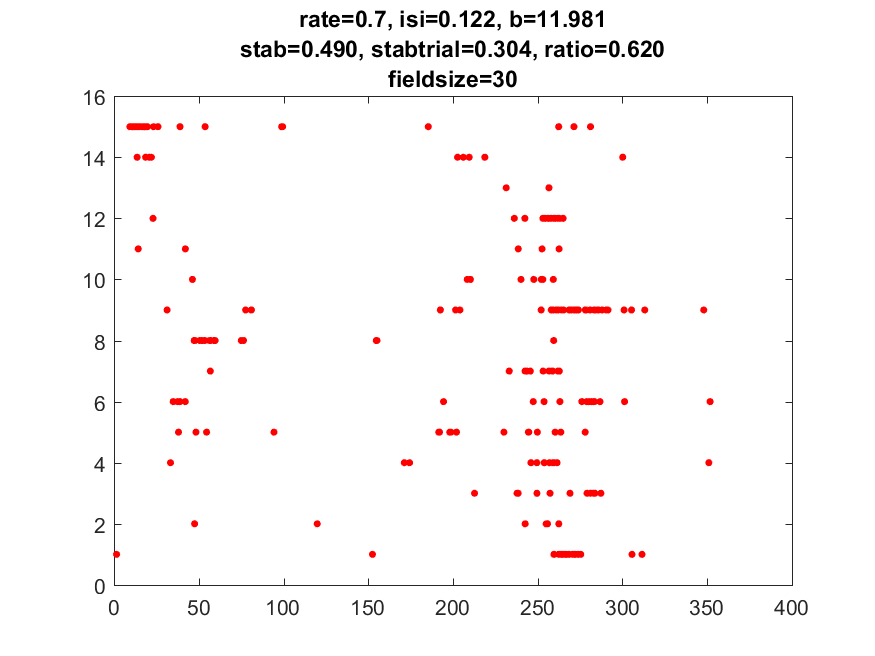 rate=0.7, isi=0.122, b=11.981
stab=0.490, stabtrial=0.304, ratio=0.620
fieldsize=30
16
14
12
10
8
6
4
2
0
0 50 100 150 200 250 300 350 400